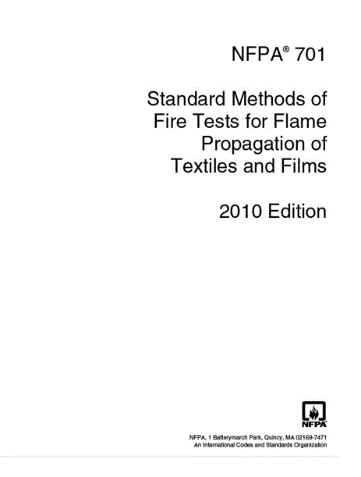 NFPA® 701
Standard Methods of
Fire Tests for Flame
Propagation of
Textiles and Films
2010 Edition
NFPA®
NFPA, 1 Batterymarch Park, Quincy, MA 02169-7471
An International Codes and Standards Organization